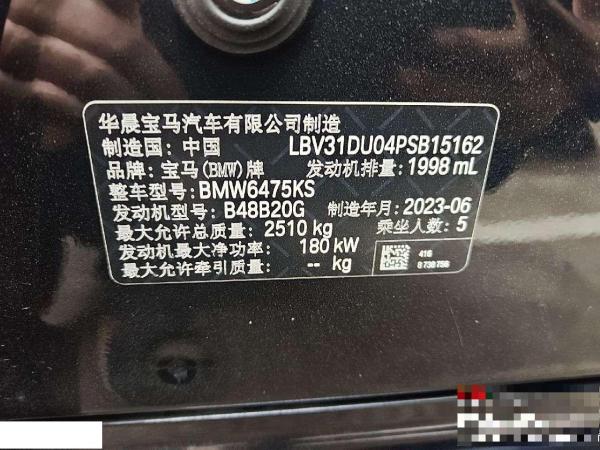 华晨宝马汽车有限公司制造
制造国: 中国 LBV31DU04PSB15162
品牌: 宝马(BMW)牌 发动机排量: 1998 mL
整车型号: BMW6475KS
发动机型号: B48B20G 制造年月: 2023-06
最大允许总质量: 2510 kg 乘坐人数: 5
发动机最大净功率: 180 kW
最大允许牵引质量: -- kg
416
8738756